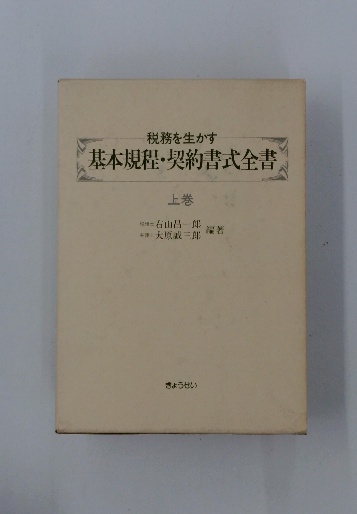 税務を生かす
基本規程・契約書式全書
上巻
石山昌一郎
大原誠三郎
編著
ぎょうせい